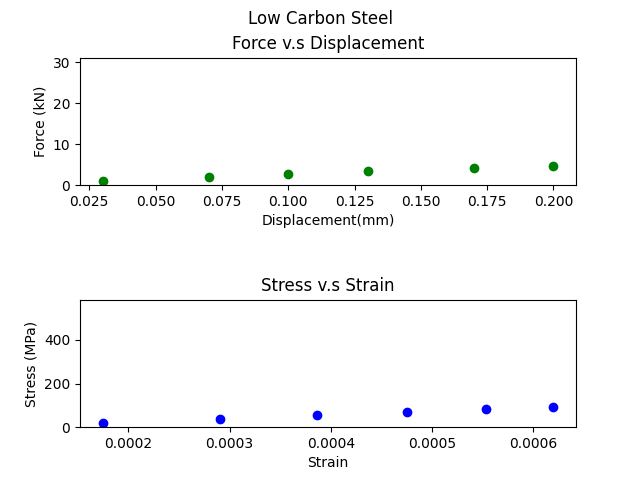 Low Carbon Steel
Force v.s Displacement
30
20
10
0
Force (kN)
0.025 0.050 0.075 0.100 0.125 0.150 0.175 0.200
Displacement(mm)
Stress v.s Strain
400
200
0
Stress (MPa)
0.0002 0.0003 0.0004 0.0005 0.0006
Strain